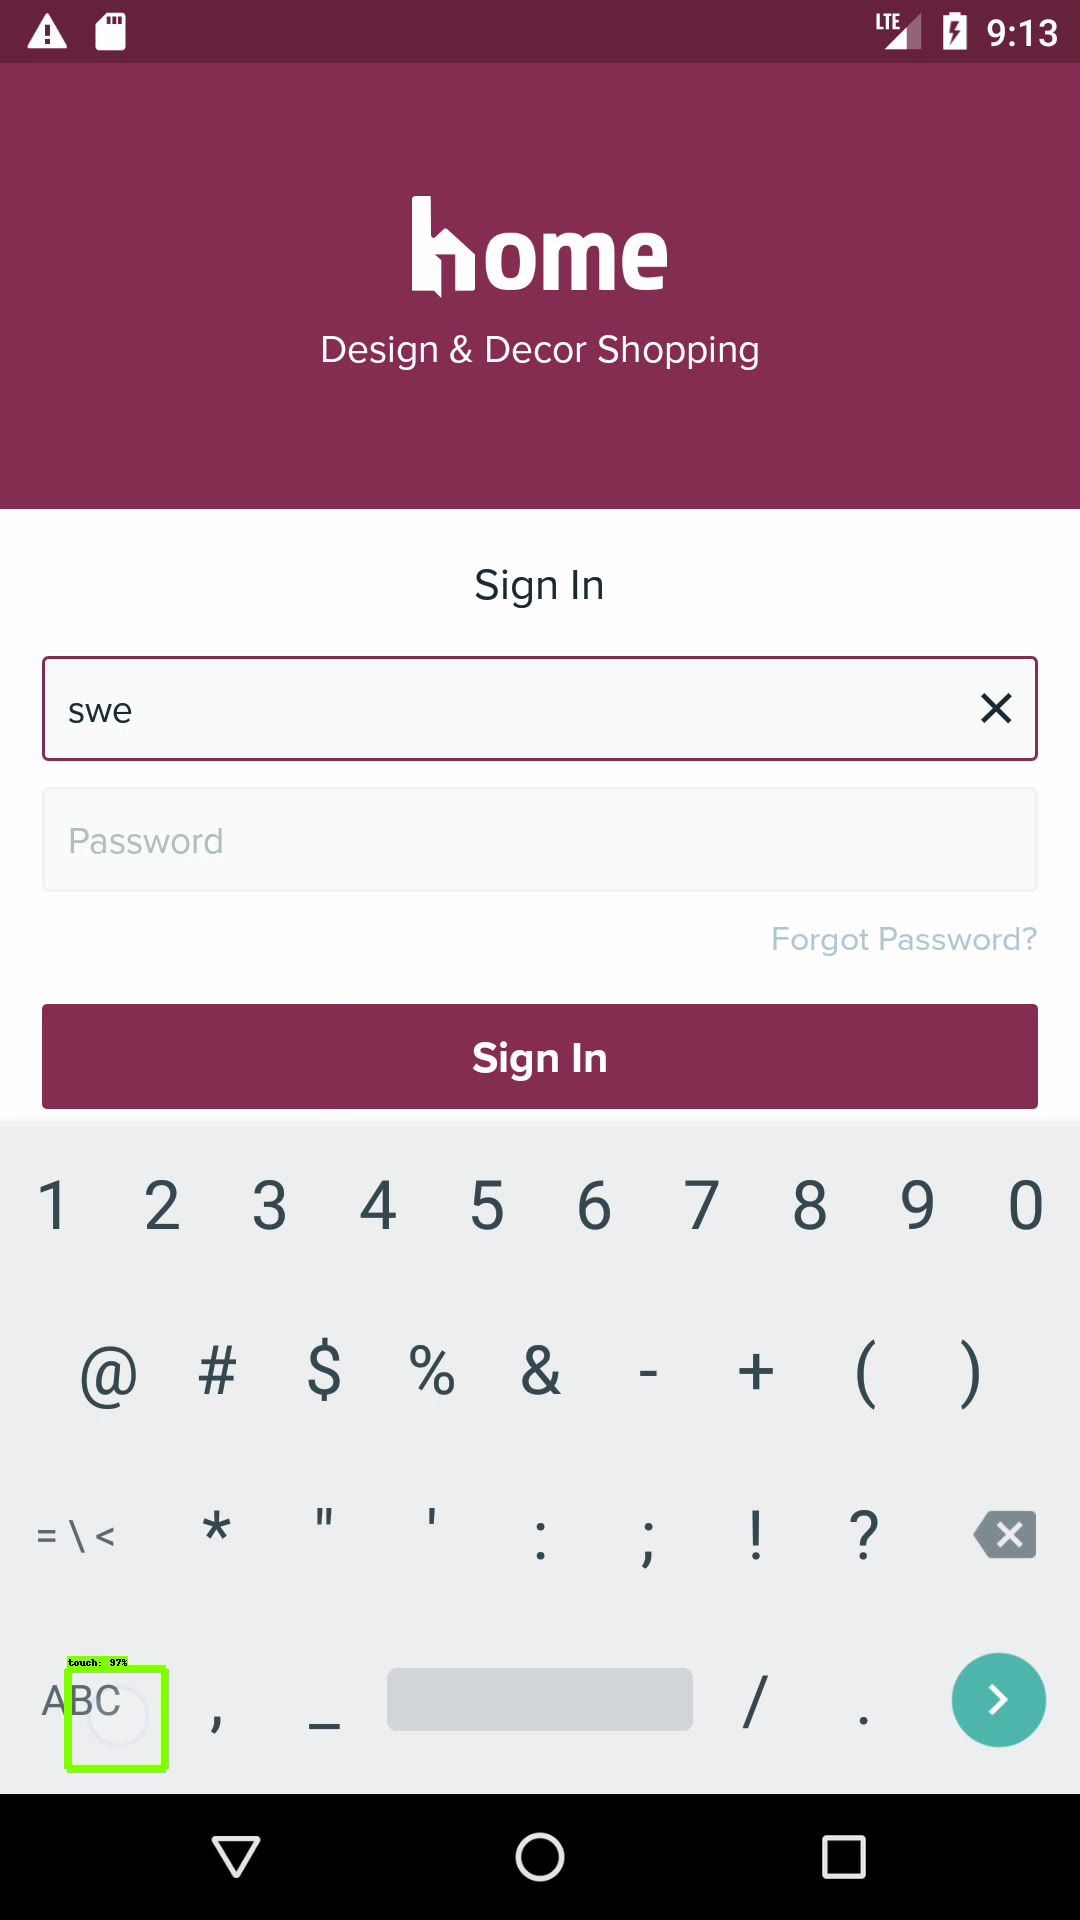 LTE 9:13
home
Design & Decor Shopping
Sign In
swe
Password
Forgot Password?
Sign In
1 2 3 4 5 6 7 8 9 0
@ # $ % & - + ( )
= \ < * " ' : ; ! ?
touch: 97%
ABC , _ / .